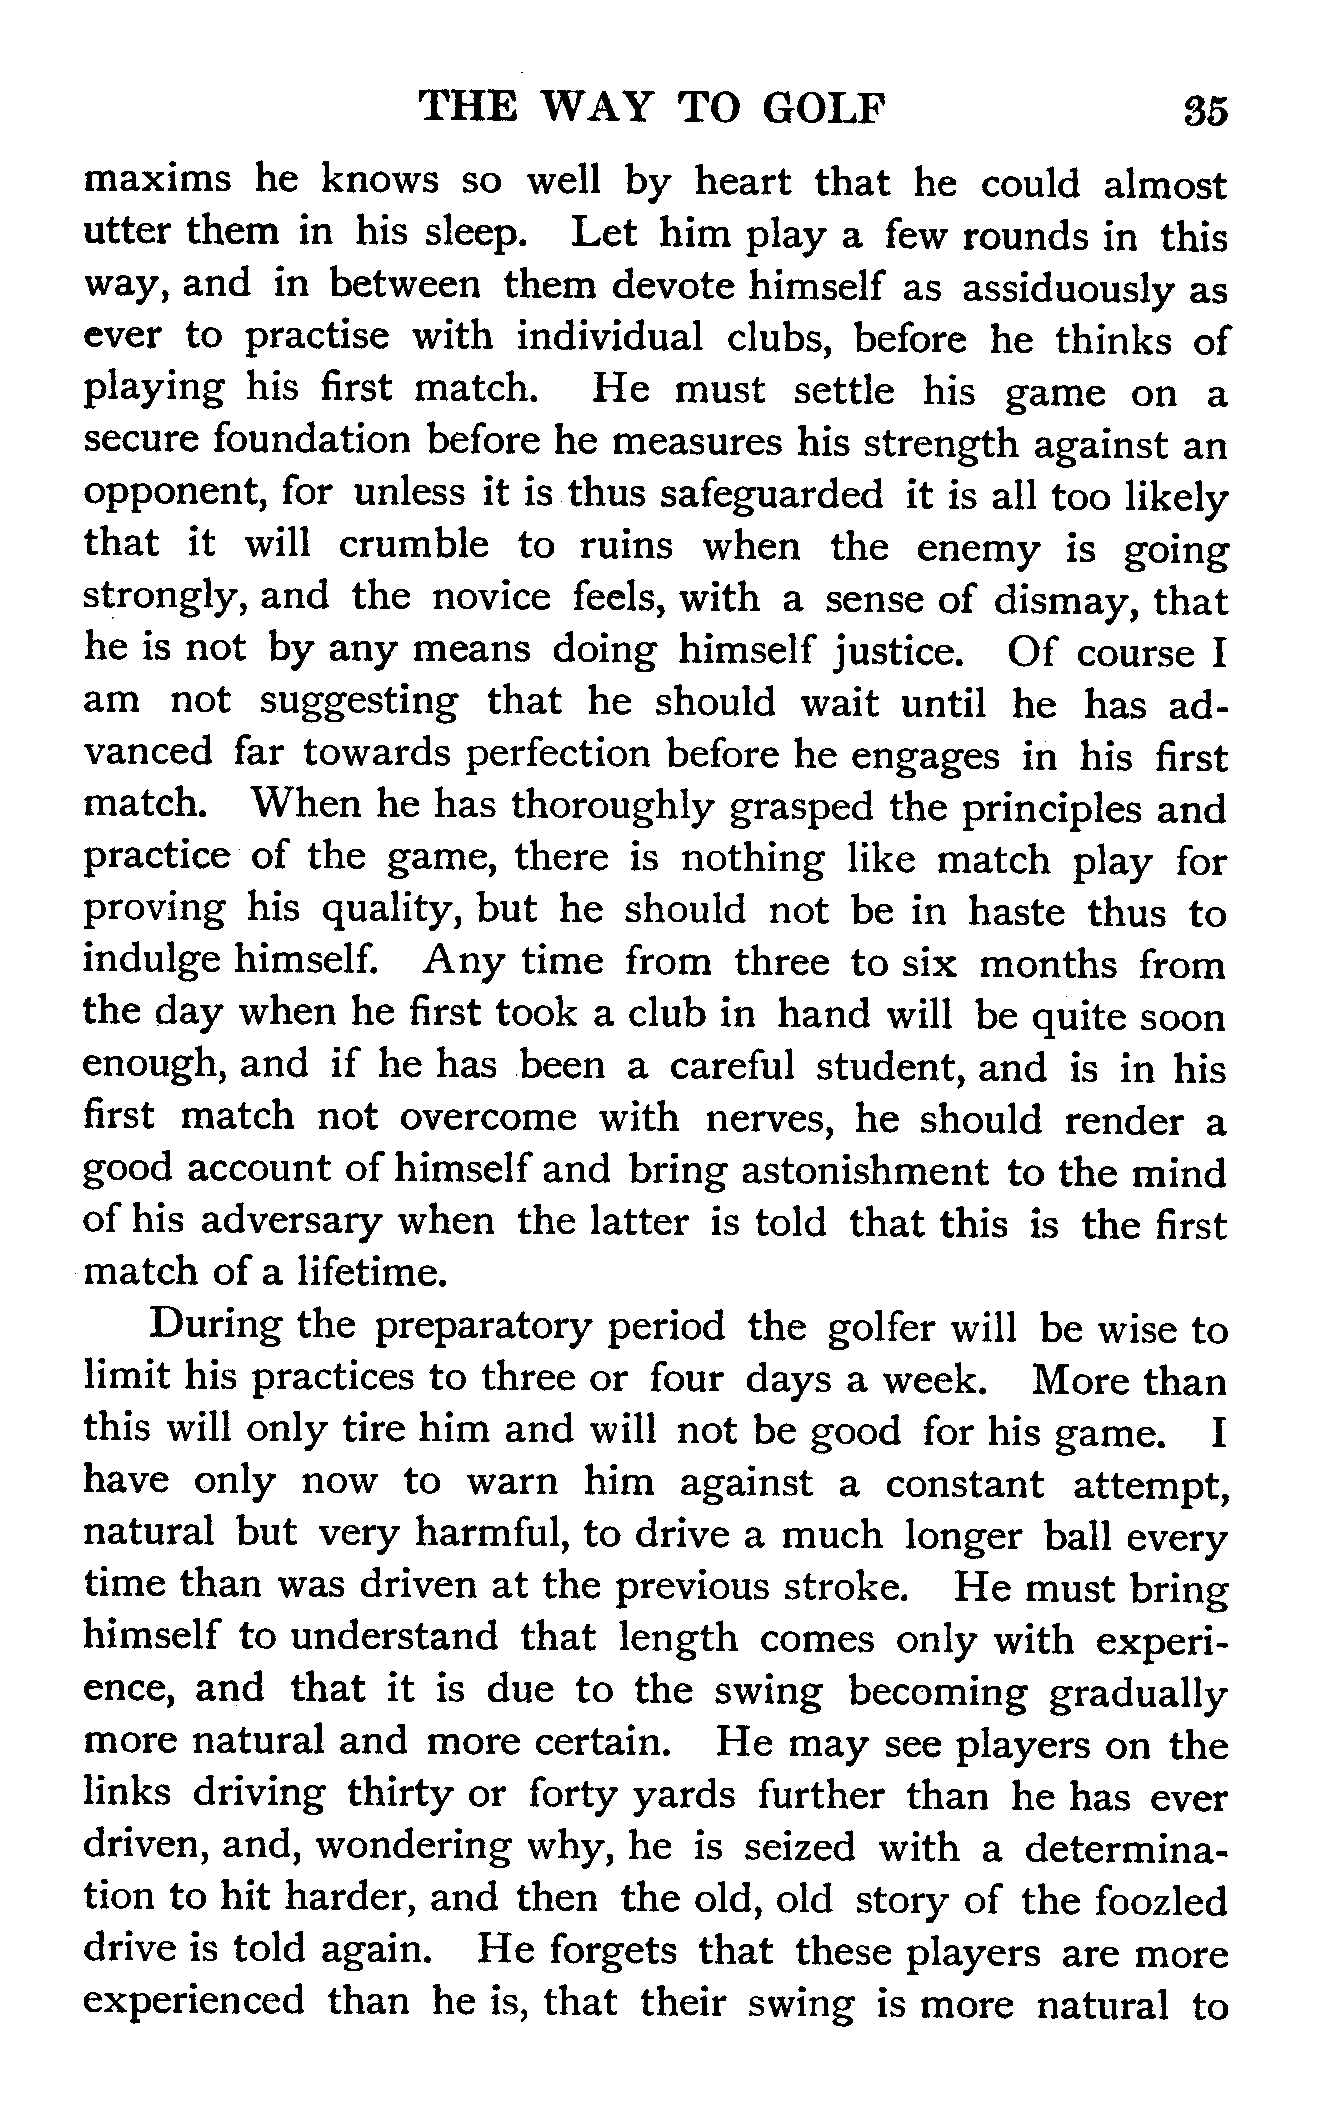 THE WAY TO GOLF 35
maxims he knows so well by heart that he could almost
utter them in his sleep. Let him play a few rounds in this
way, and in between them devote himself as assiduously as
ever to practise with individual clubs, before he thinks of
playing his first match. He must settle his game on a
secure foundation before he measures his strength against an
opponent, for unless it is thus safeguarded it is all too likely
that it will crumble to ruins when the enemy is going
strongly, and the novice feels, with a sense of dismay, that
he is not by any means doing himself justice. Of course I
am not suggesting that he should wait until he has ad-
vanced far towards perfection before he engages in his first
match. When he has thoroughly grasped the principles and
practice of the game, there is nothing like match play for
proving his quality, but he should not be in haste thus to
indulge himself. Any time from three to six months from
the day when he first took a club in hand will be quite soon
enough, and if he has been a careful student, and is in his
first match not overcome with nerves, he should render a
good account of himself and bring astonishment to the mind
of his adversary when the latter is told that this is the first
match of a lifetime.
During the preparatory period the golfer will be wise to
limit his practices to three or four days a week. More than
this will only tire him and will not be good for his game. I
have only now to warn him against a constant attempt,
natural but very harmful, to drive a much longer ball every
time than was driven at the previous stroke. He must bring
himself to understand that length comes only with experi-
ence, and that it is due to the swing becoming gradually
more natural and more certain. He may see players on the
links driving thirty or forty yards further than he has ever
driven, and, wondering why, he is seized with a determina-
tion to hit harder, and then the old, old story of the foozled
drive is told again. He forgets that these players are more
experienced than he is, that their swing is more natural to